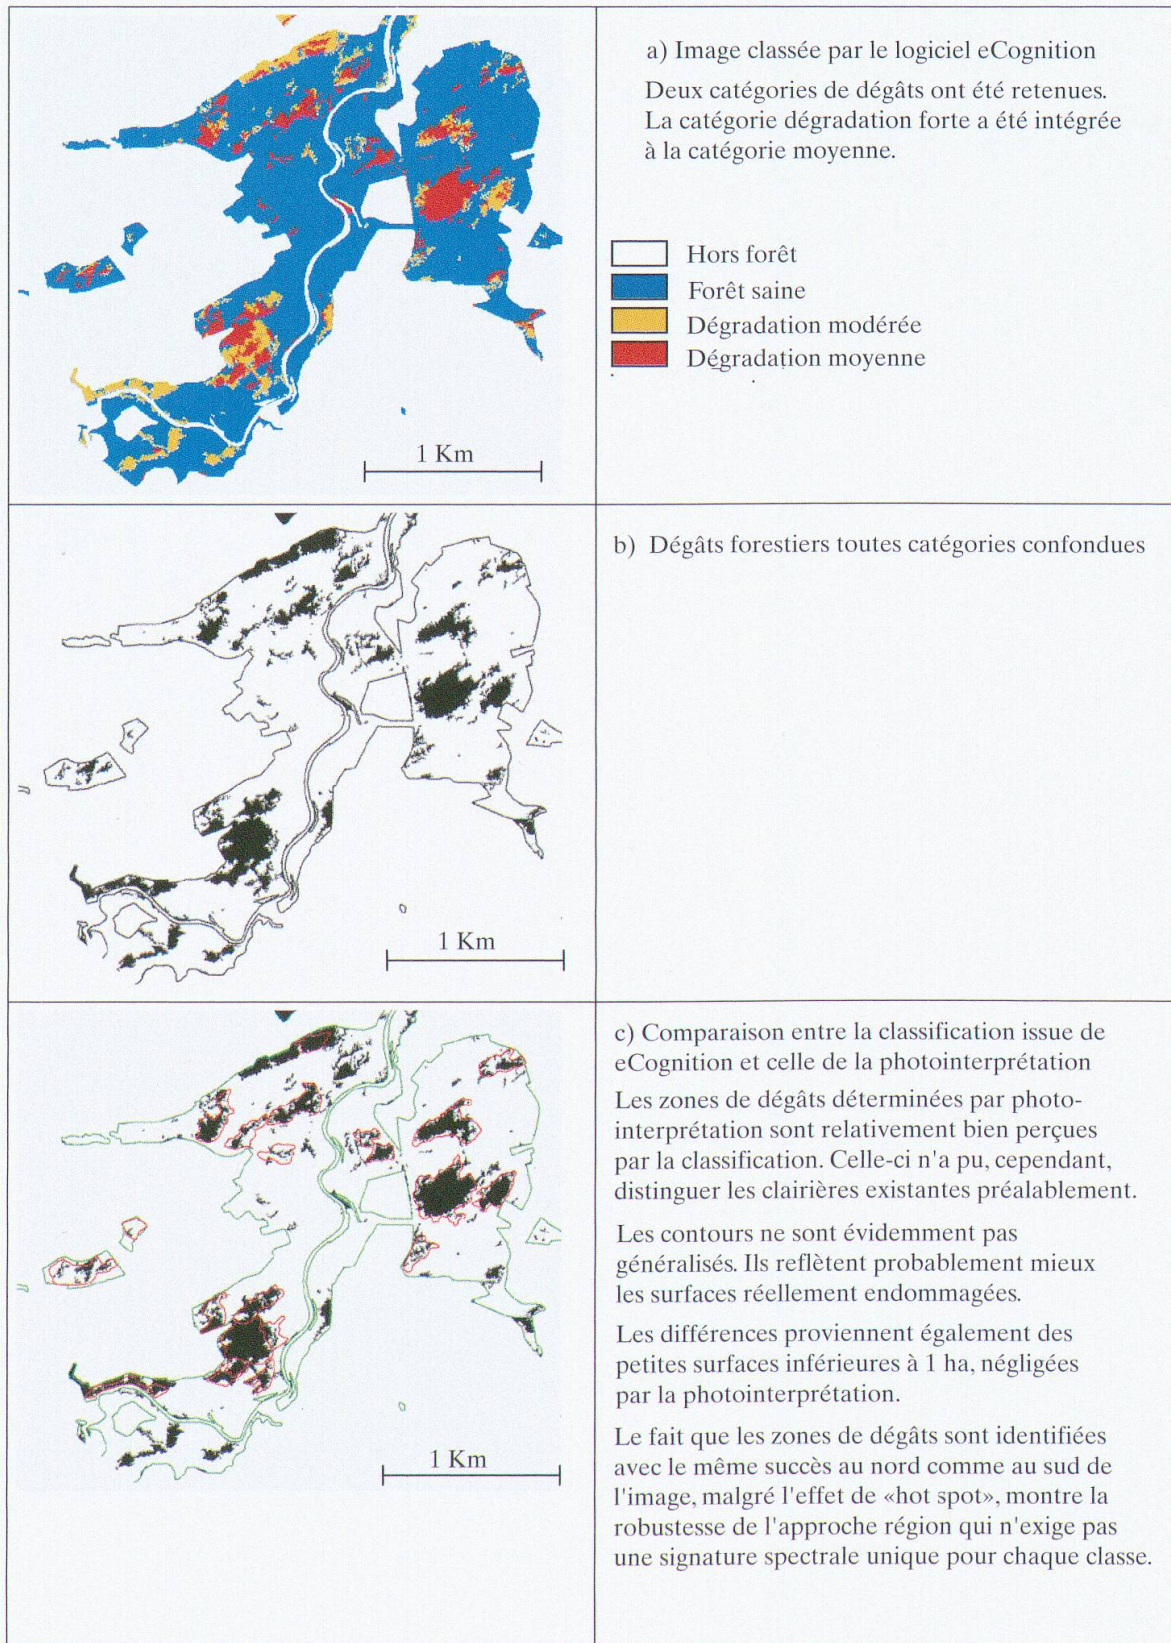 a) Image classée par le logiciel eCognition
Deux catégories de dégâts ont été retenues.
La catégorie dégradation forte a été intégrée
à la catégorie moyenne.
Hors forêt
Forêt saine
Dégradation modérée
Dégradation moyenne
1 Km
b) Dégâts forestiers toutes catégories confondues
1 Km
c) Comparaison entre la classification issue de
eCognition et celle de la photointerprétation
Les zones de dégâts déterminées par photo-
interprétation sont relativement bien perçues
par la classification. Celle-ci n'a pu, cependant,
distinguer les clairières existantes préalablement.
Les contours ne sont évidemment pas
généralisés. Ils reflètent probablement mieux
les surfaces réellement endommagées.
Les différences proviennent également des
petites surfaces inférieures à 1 ha, négligées
par la photointerprétation.
Le fait que les zones de dégâts sont identifiées
avec le même succès au nord comme au sud de
l'image, malgré l'effet de «hot spot», montre la
robustesse de l'approche région qui n'exige pas
une signature spectrale unique pour chaque classe.
1 Km